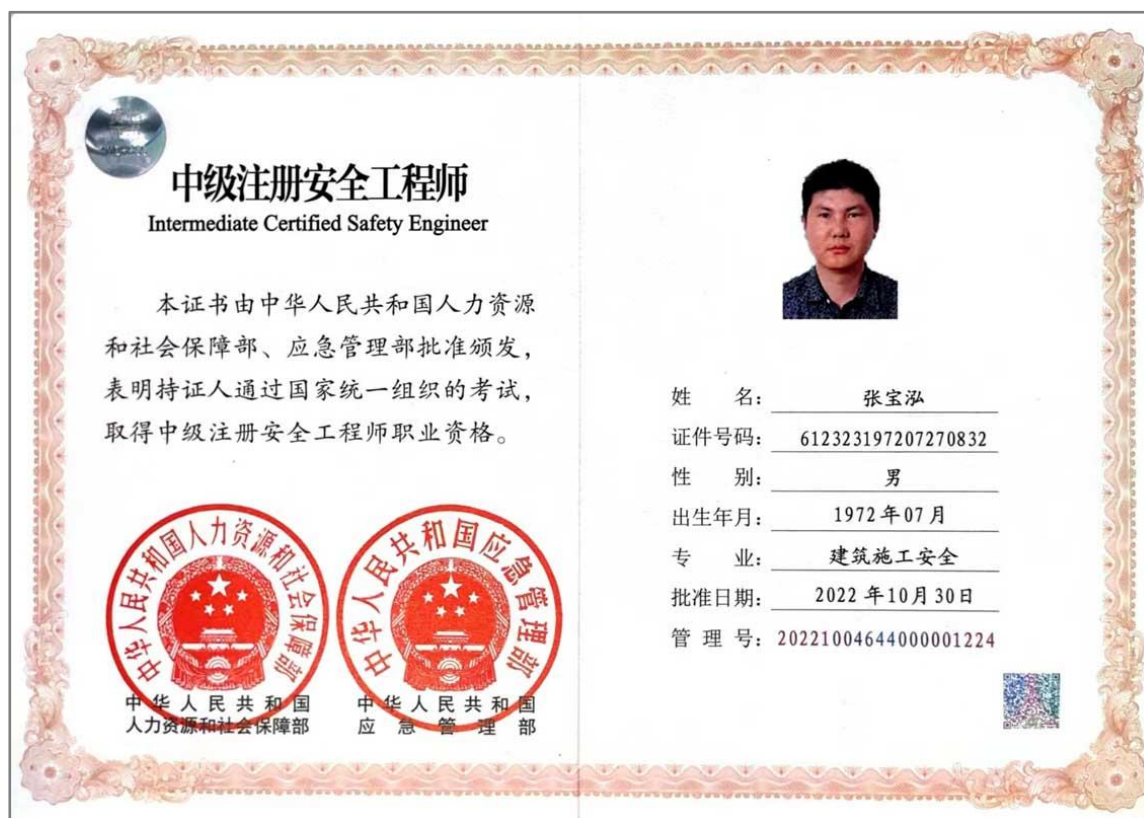 中级注册安全工程师
Intermediate Certified Safety Engineer
本证书由中华人民共和国人力资源
和社会保障部、应急管理部批准颁发，
表明持证人通过国家统一组织的考试，
取得中级注册安全工程师职业资格。
中华人民共和国人力资源和社会保障部
中华人民共和国
人力资源和社会保障部
中华人民共和国应急管理部
中华人民共和国
应急管理部
姓名：张宝泓
证件号码：612323197207270832
性别：男
出生年月：1972年07月
专业：建筑施工安全
批准日期：2022年10月30日
管理号：20221004644000001224